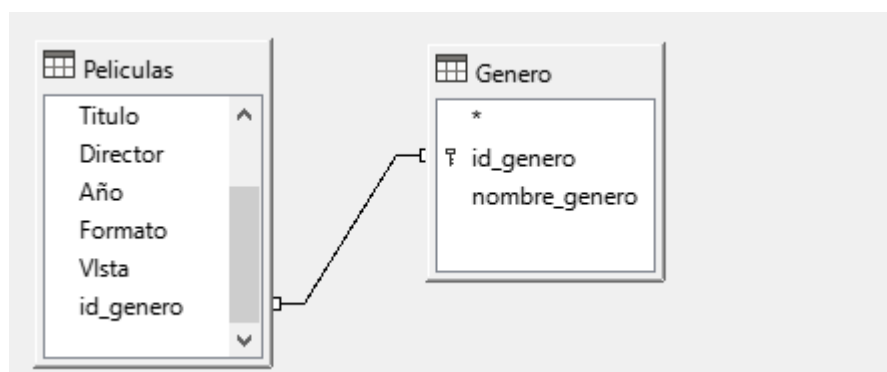 Peliculas
Titulo
Director
Año
Formato
VIsta
id_genero
Genero
*
id_genero
nombre_genero